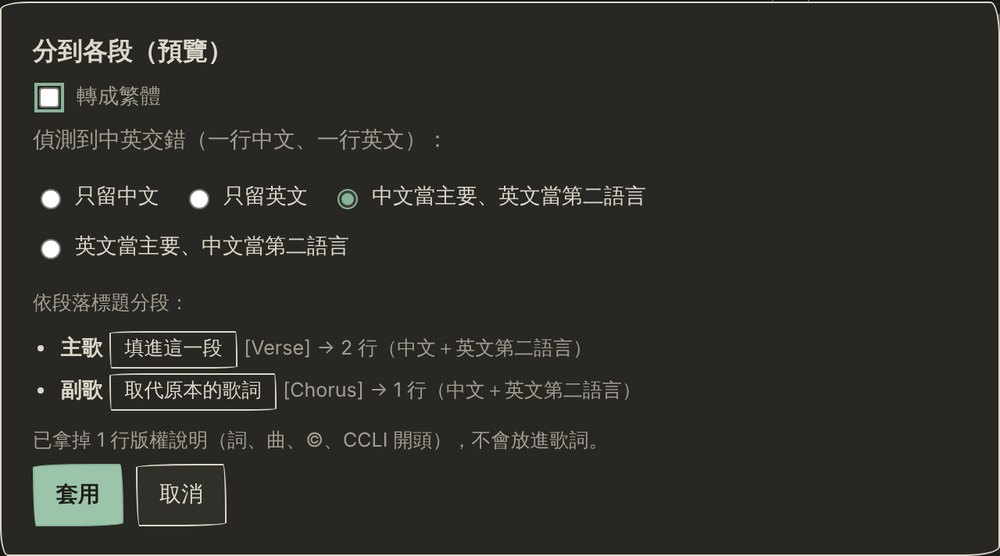 分到各段（預覽）
轉成繁體
偵測到中英交錯（一行中文、一行英文）：
只留中文 只留英文 中文當主要、英文當第二語言
英文當主要、中文當第二語言
依段落標題分段：
• 主歌 填進這一段 [Verse] → 2 行（中文＋英文第二語言）
• 副歌 取代原本的歌詞 [Chorus] → 1 行（中文＋英文第二語言）
已拿掉 1 行版權說明（詞、曲、©、CCLI 開頭），不會放進歌詞。
套用 取消